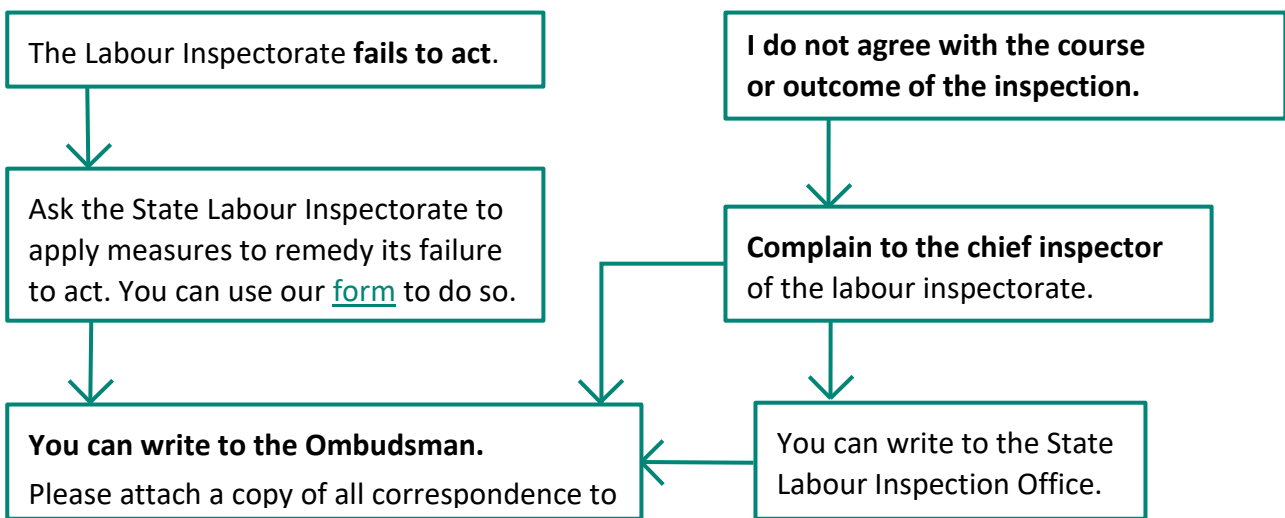 The Labour Inspectorate fails to act.
I do not agree with the course
or outcome of the inspection.
Ask the State Labour Inspectorate to
apply measures to remedy its failure
to act. You can use our form to do so.
Complain to the chief inspector
of the labour inspectorate.
You can write to the Ombudsman.
Please attach a copy of all correspondence to
You can write to the State
Labour Inspection Office.